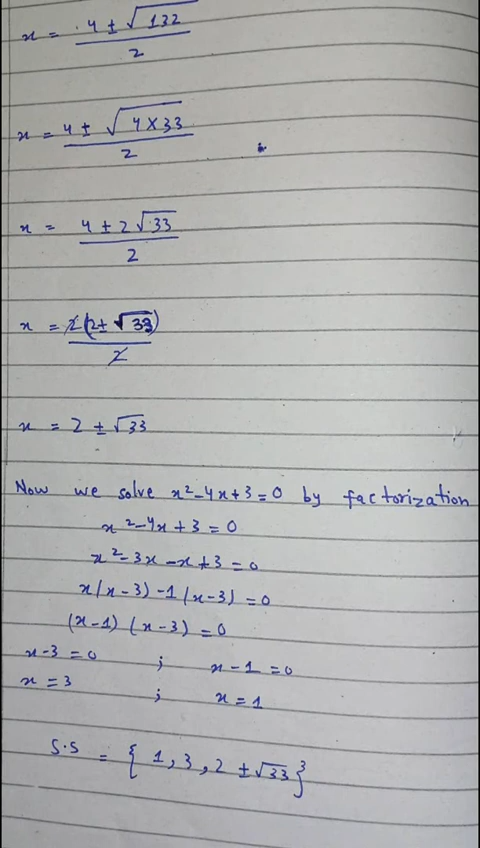 x = 4 ± √132 / 2
x = 4 ± √4×33 / 2
x = 4 ± 2√33 / 2
x = 2(2 ± √33) / 2
x = 2 ± √33
Now we solve x²-4x+3=0 by factorization
x²-4x+3=0
x²-3x-x+3=0
x(x-3)-1(x-3)=0
(x-1)(x-3)=0
x-3=0 ; x-1=0
x=3 ; x=1
S.S = {1, 3, 2 ±√33}